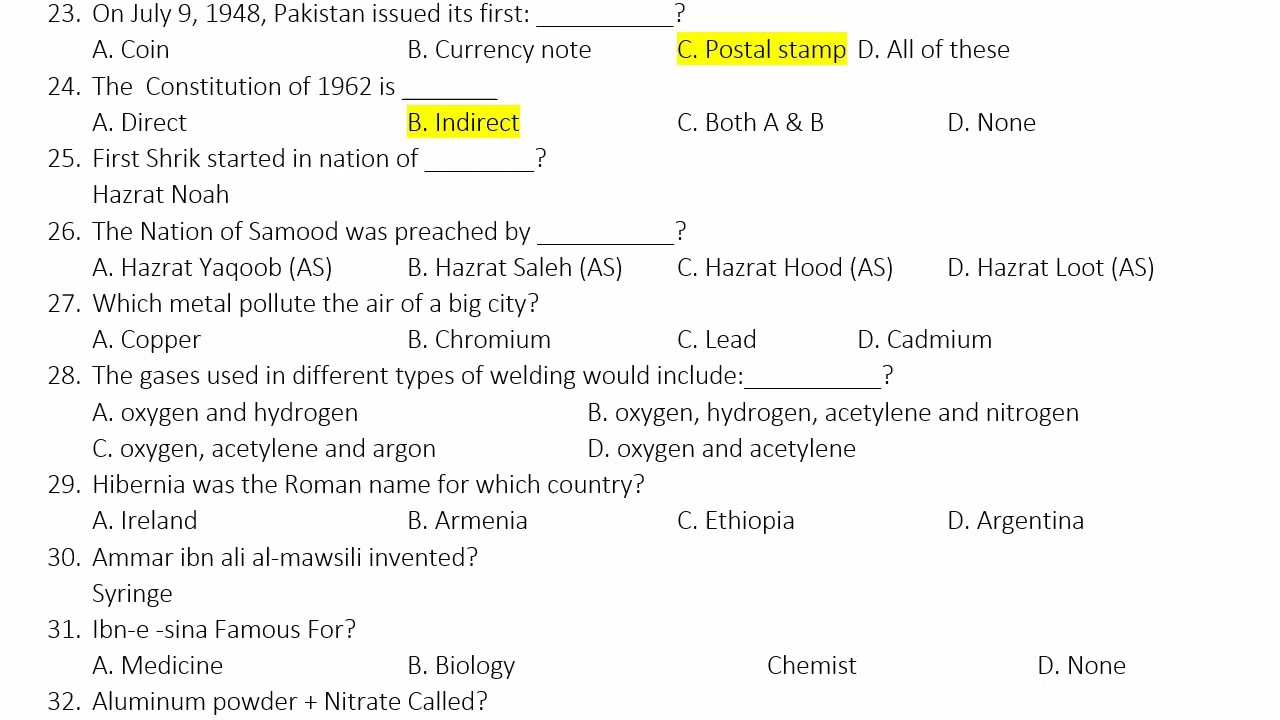 23. On July 9, 1948, Pakistan issued its first: __________?
A. Coin B. Currency note C. Postal stamp D. All of these
24. The Constitution of 1962 is _______
A. Direct B. Indirect C. Both A & B D. None
25. First Shrik started in nation of ________?
Hazrat Noah
26. The Nation of Samood was preached by __________?
A. Hazrat Yaqoob (AS) B. Hazrat Saleh (AS) C. Hazrat Hood (AS) D. Hazrat Loot (AS)
27. Which metal pollute the air of a big city?
A. Copper B. Chromium C. Lead D. Cadmium
28. The gases used in different types of welding would include:__________?
A. oxygen and hydrogen B. oxygen, hydrogen, acetylene and nitrogen
C. oxygen, acetylene and argon D. oxygen and acetylene
29. Hibernia was the Roman name for which country?
A. Ireland B. Armenia C. Ethiopia D. Argentina
30. Ammar ibn ali al-mawsili invented?
Syringe
31. Ibn-e -sina Famous For?
A. Medicine B. Biology Chemist D. None
32. Aluminum powder + Nitrate Called?